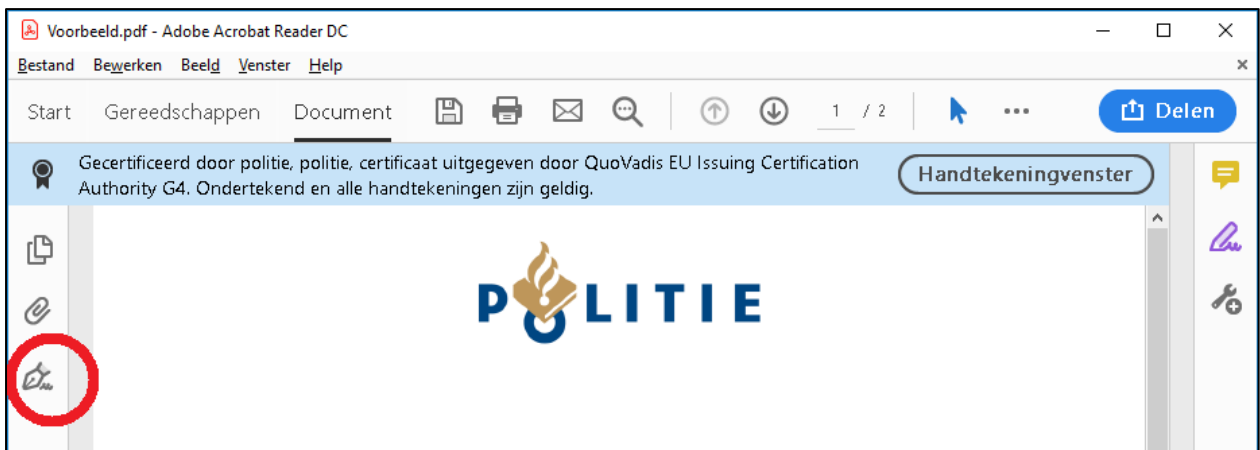 Voorbeeld.pdf - Adobe Acrobat Reader DC
Bestand Bewerken Beeld Venster Help
Start Gereedschappen Document 1 / 2 Delen
Gecertificeerd door politie, politie, certificaat uitgegeven door QuoVadis EU Issuing Certification
Authority G4. Ondertekend en alle handtekeningen zijn geldig.
Handtekeningvenster
POLITIE